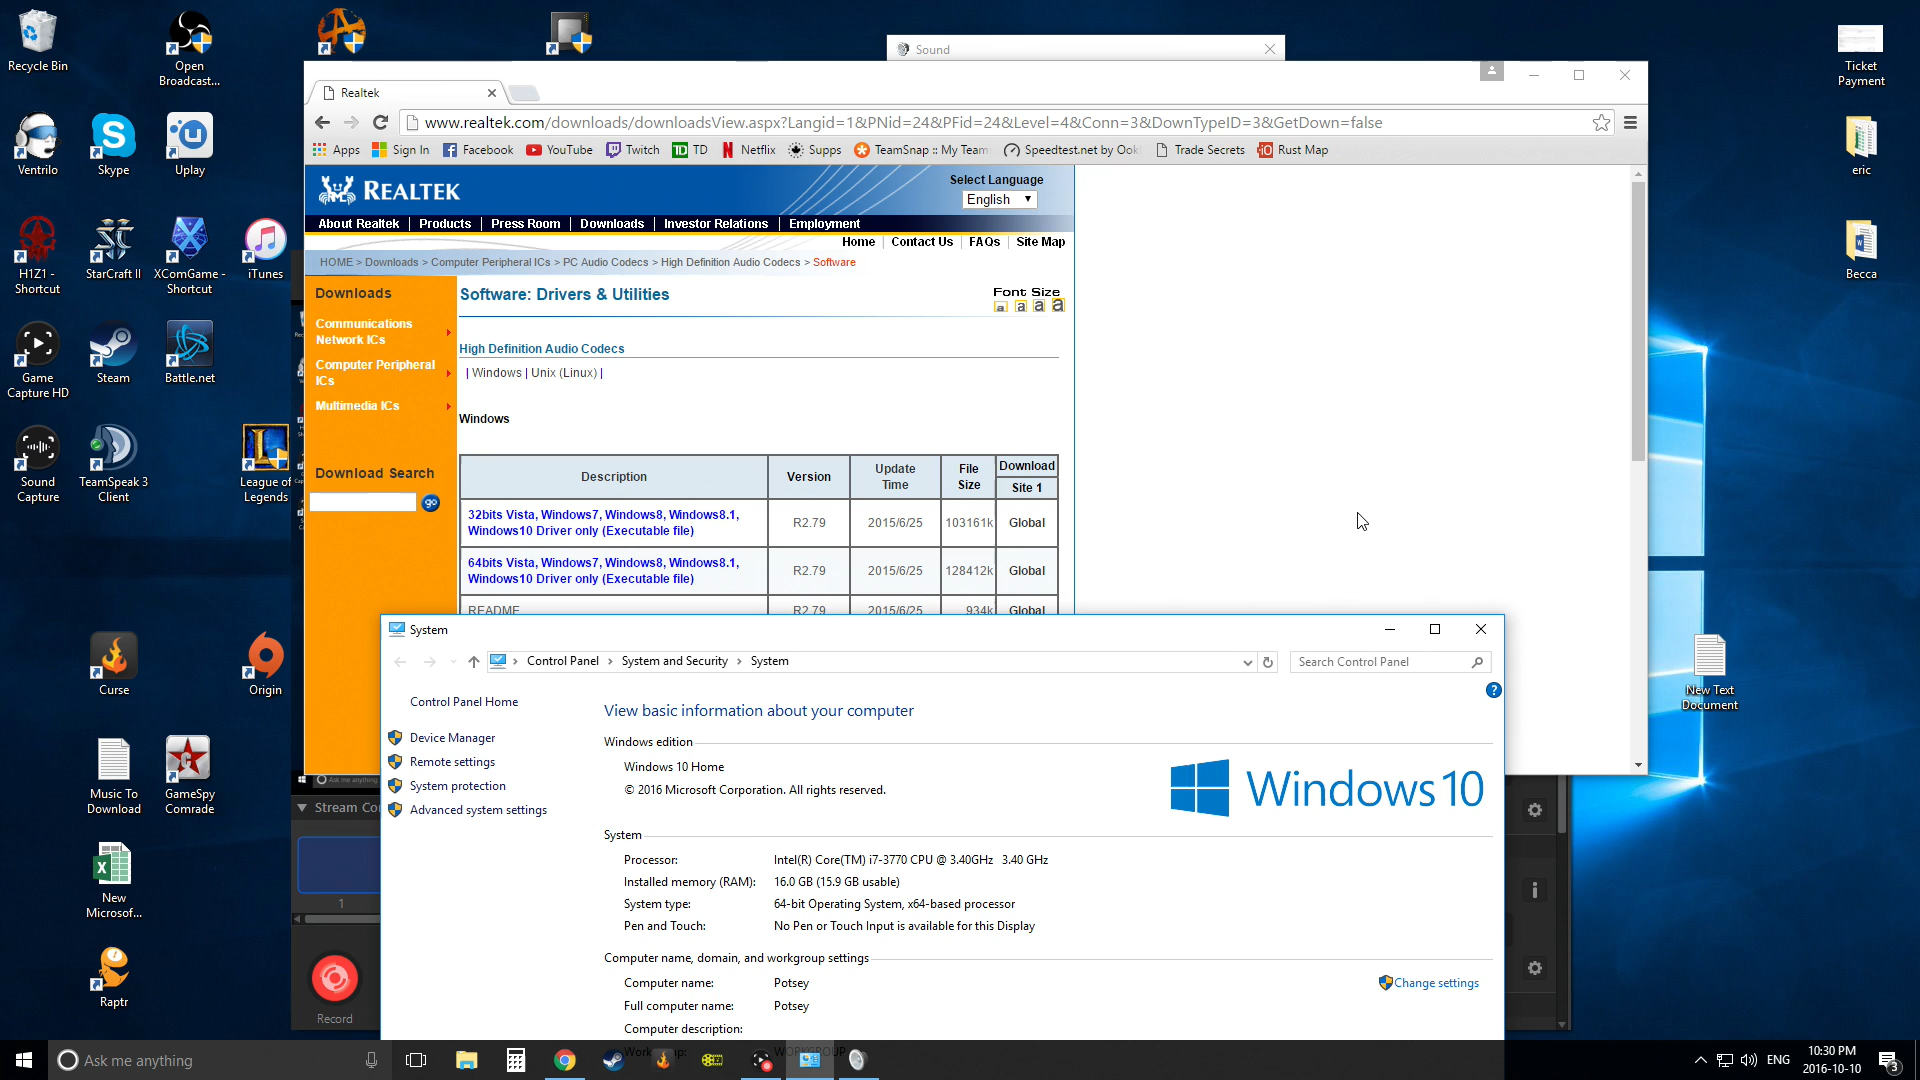 Recycle Bin
Open
Broadcast...
Sound
Ticket
Payment
Realtek
www.realtek.com/downloads/downloadsView.aspx?Langid=1&PNid=24&PFid=24&Level=4&Conn=3&DownTypeID=3&GetDown=false
Apps
Sign In
Facebook
YouTube
Twitch
TD
Netflix
Supps
TeamSnap :: My Team
Speedtest.net by Ook
Trade Secrets
Rust Map
Ventrilo
Skype
Uplay
eric
REALTEK
Select Language
English
About Realtek
Products
Press Room
Downloads
Investor Relations
Employment
Home
Contact Us
FAQs
Site Map
HOME > Downloads > Computer Peripheral ICs > PC Audio Codecs > High Definition Audio Codecs > Software
H1Z1 -
Shortcut
StarCraft II
XComGame -
Shortcut
iTunes
Becca
Downloads
Communications
Network ICs
Computer Peripheral
ICs
Multimedia ICs
Download Search
go
Software: Drivers & Utilities
Font Size
a a a a
High Definition Audio Codecs
| Windows | Unix (Linux) |
Windows
Description
Version
Update
Time
File
Size
Download
Site 1
32bits Vista, Windows7, Windows8, Windows8.1,
Windows10 Driver only (Executable file)
R2.79
2015/6/25
103161k
Global
64bits Vista, Windows7, Windows8, Windows8.1,
Windows10 Driver only (Executable file)
R2.79
2015/6/25
128412k
Global
README
R2.79
2015/6/25
934k
Global
Game
Capture HD
Steam
Battle.net
Sound
Capture
TeamSpeak 3
Client
League of
Legends
Curse
Origin
New Text
Document
Music To
Download
GameSpy
Comrade
New
Microsof...
Raptr
Ask me anything
Stream Co
1
Record
System
Control Panel
System and Security
System
Search Control Panel
Control Panel Home
Device Manager
Remote settings
System protection
Advanced system settings
View basic information about your computer
Windows edition
Windows 10 Home
© 2016 Microsoft Corporation. All rights reserved.
Windows 10
System
Processor: Intel(R) Core(TM) i7-3770 CPU @ 3.40GHz 3.40 GHz
Installed memory (RAM): 16.0 GB (15.9 GB usable)
System type: 64-bit Operating System, x64-based processor
Pen and Touch: No Pen or Touch Input is available for this Display
Computer name, domain, and workgroup settings
Computer name: Potsey
Change settings
Full computer name: Potsey
Computer description:
WORKGROUP
Ask me anything
ENG
10:30 PM
2016-10-10
3